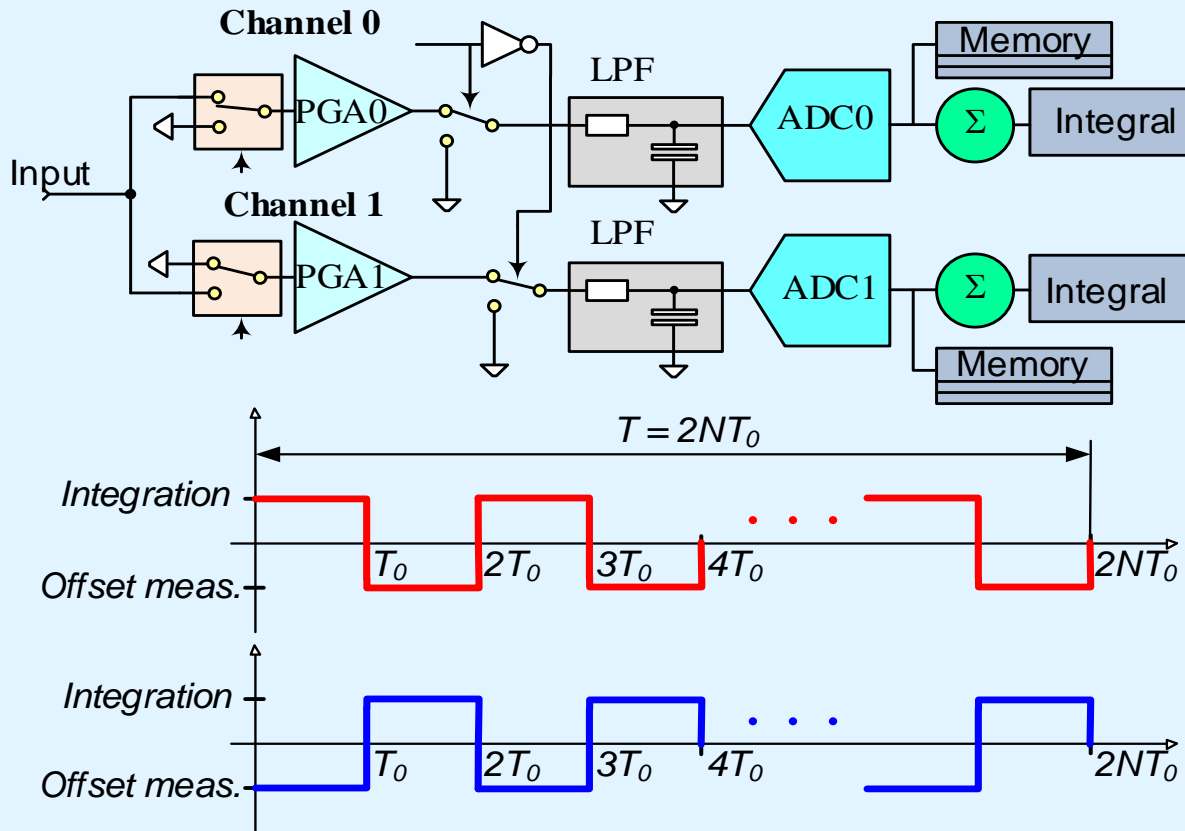 Channel 0
Memory
LPF
PGA0
ADC0
Σ
Integral
Input
Channel 1
LPF
PGA1
ADC1
Σ
Integral
Memory
T = 2NT₀
Integration
. . .
T₀ 2T₀ 3T₀ 4T₀ 2NT₀
Offset meas.
Integration
. . .
T₀ 2T₀ 3T₀ 4T₀ 2NT₀
Offset meas.